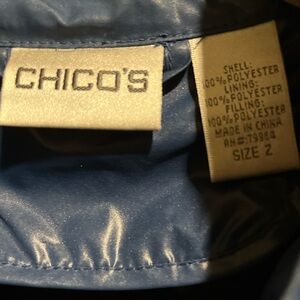 CHICO'S
SHELL:
100% POLYESTER
LINING:
100% POLYESTER
FILLING:
100% POLYESTER
MADE IN CHINA
RN#:79984
SIZE 2